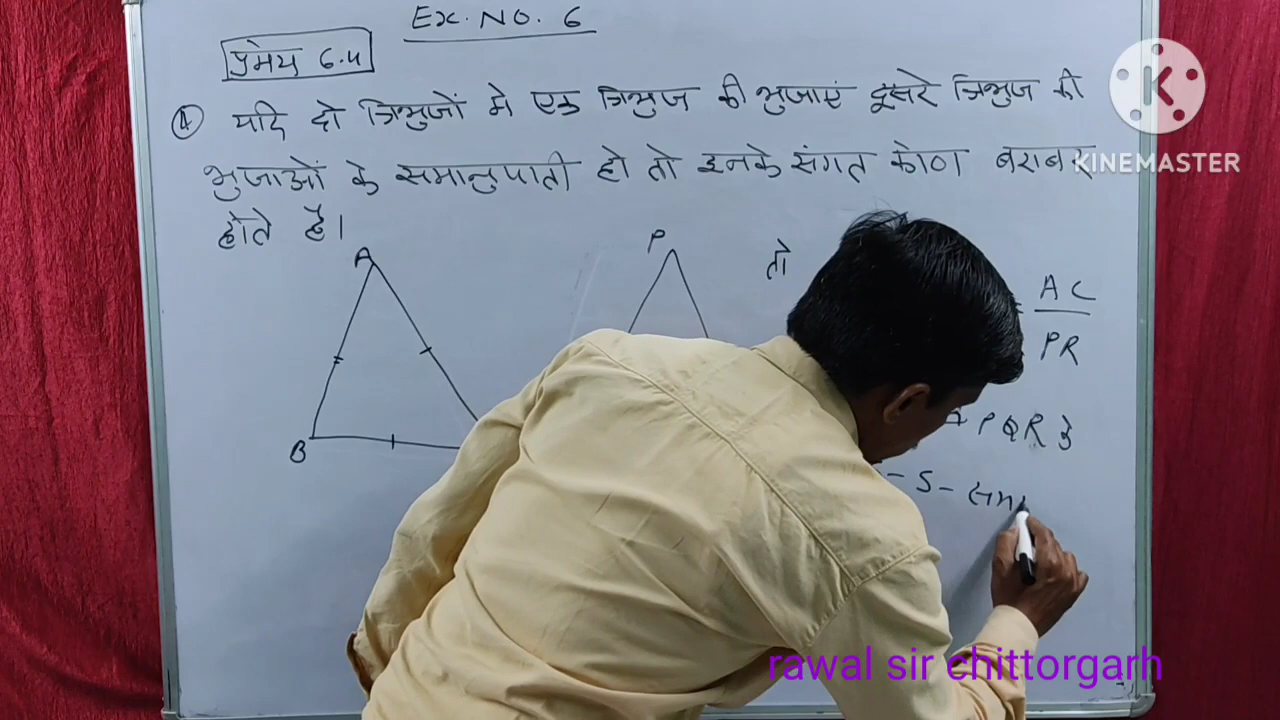 Ex. NO. 6
प्रमेय 6.4
④ यदि दो त्रिभुजों मे एक त्रिभुज की भुजाएं दूसरे त्रिभुज की
भुजाओं के समानुपाती हो तो इनके संगत कोण बराबर
होते है।
KINEMASTER
A
B
P
तो
= AC
PR
~ PQR के
- S - सम
rawal sir chittorgarh